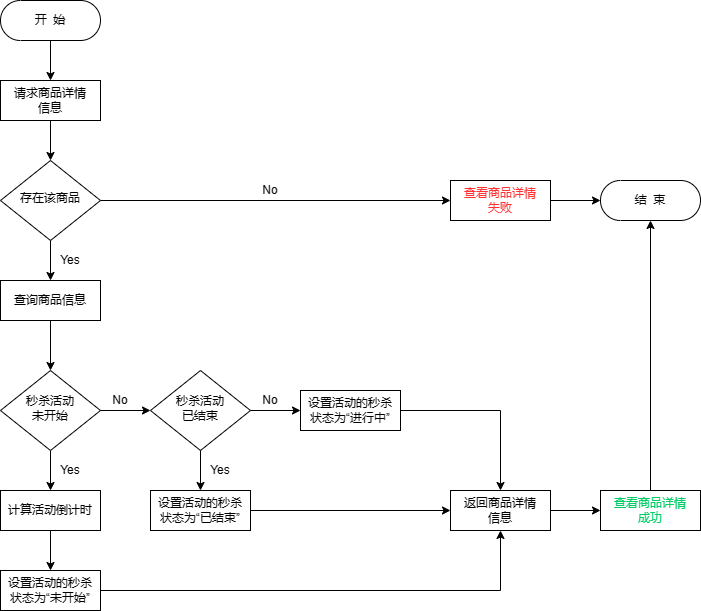 开 始
请求商品详情
信息
存在该商品
No
查看商品详情
失败
结 束
Yes
查询商品信息
秒杀活动
未开始
No
秒杀活动
已结束
No
设置活动的秒杀
状态为“进行中”
Yes
Yes
计算活动倒计时
设置活动的秒杀
状态为“已结束”
返回商品详情
信息
查看商品详情
成功
设置活动的秒杀
状态为“未开始”